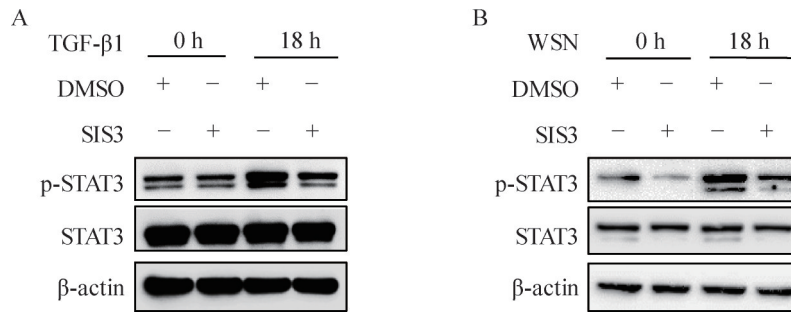 A
TGF-β1 0 h 18 h
DMSO + − + −
SIS3 − + − +
p-STAT3
STAT3
β-actin
B
WSN 0 h 18 h
DMSO + − + −
SIS3 − + − +
p-STAT3
STAT3
β-actin